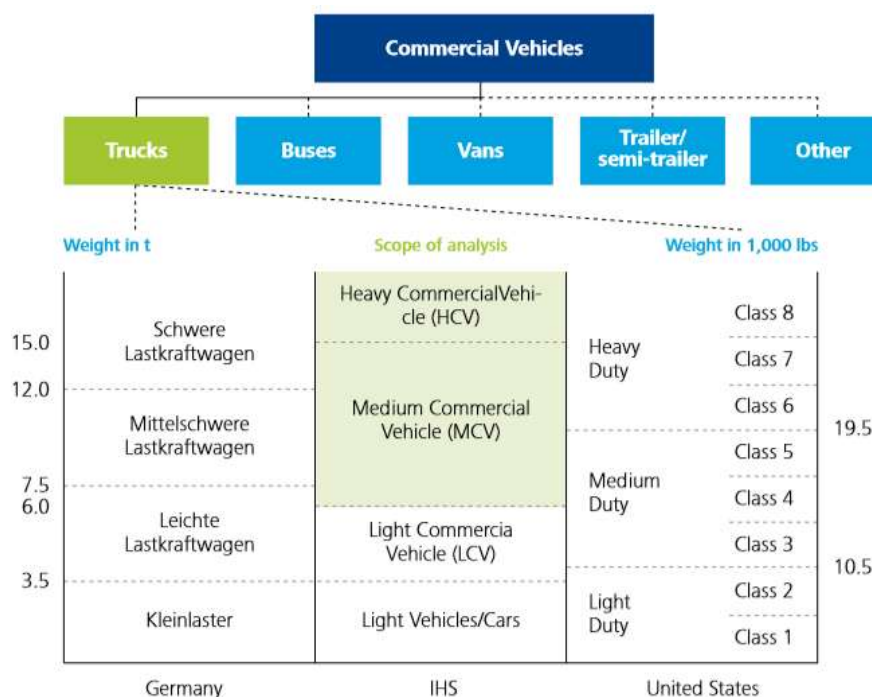 Commercial Vehicles
Trucks
Buses
Vans
Trailer/
semi-trailer
Other
Weight in t
Scope of analysis
Weight in 1,000 lbs
15.0
12.0
7.5
6.0
3.5
Schwere
Lastkraftwagen
Mittelschwere
Lastkraftwagen
Leichte
Lastkraftwagen
Kleinlaster
Heavy CommercialVehi-
cle (HCV)
Medium Commercial
Vehicle (MCV)
Light Commercia
Vehicle (LCV)
Light Vehicles/Cars
Heavy
Duty
Medium
Duty
Light
Duty
Class 8
Class 7
Class 6
Class 5
Class 4
Class 3
Class 2
Class 1
19.5
10.5
Germany
IHS
United States